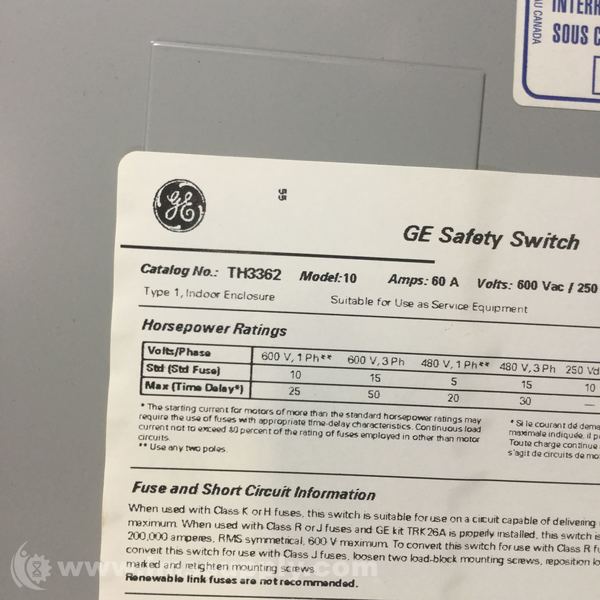 INTERR
SOUS C
AU CANADA
GE
55
GE Safety Switch
Catalog No.: TH3362 Model:10 Amps: 60 A Volts: 600 Vac / 250
Type 1, Indoor Enclosure Suitable for Use as Service Equipment
Horsepower Ratings
Volts/Phase 600 V, 1 Ph** 600 V, 3 Ph 480 V, 1 Ph** 480 V, 3 Ph 250 Vd
Std (Std Fuse) 10 15 5 15 10
Max (Time Delay*) 25 50 20 30 —
* The starting current for motors of more than the standard horsepower ratings may
require the use of fuses with appropriate time-delay characteristics. Continuous load
current not to exceed 80 percent of the rating of fuses employed in other than motor
circuits.
** Use any two poles.
* Si le courant de dema
maximale indiquée, il p
Toute charge continue
s'agit de circuits de mo
Fuse and Short Circuit Information
When used with Class K or H fuses, this switch is suitable for use on a circuit capable of delivering
maximum. When used with Class R or J fuses and GE kit TRK26A is properly installed, this switch is
200,000 amperes, RMS symmetrical, 600 V maximum. To convert this switch for use with Class R f
convert this switch for use with Class J fuses, loosen two load-block mounting screws, reposition lo
marked and retighten mounting screws.
Renewable link fuses are not recommended.